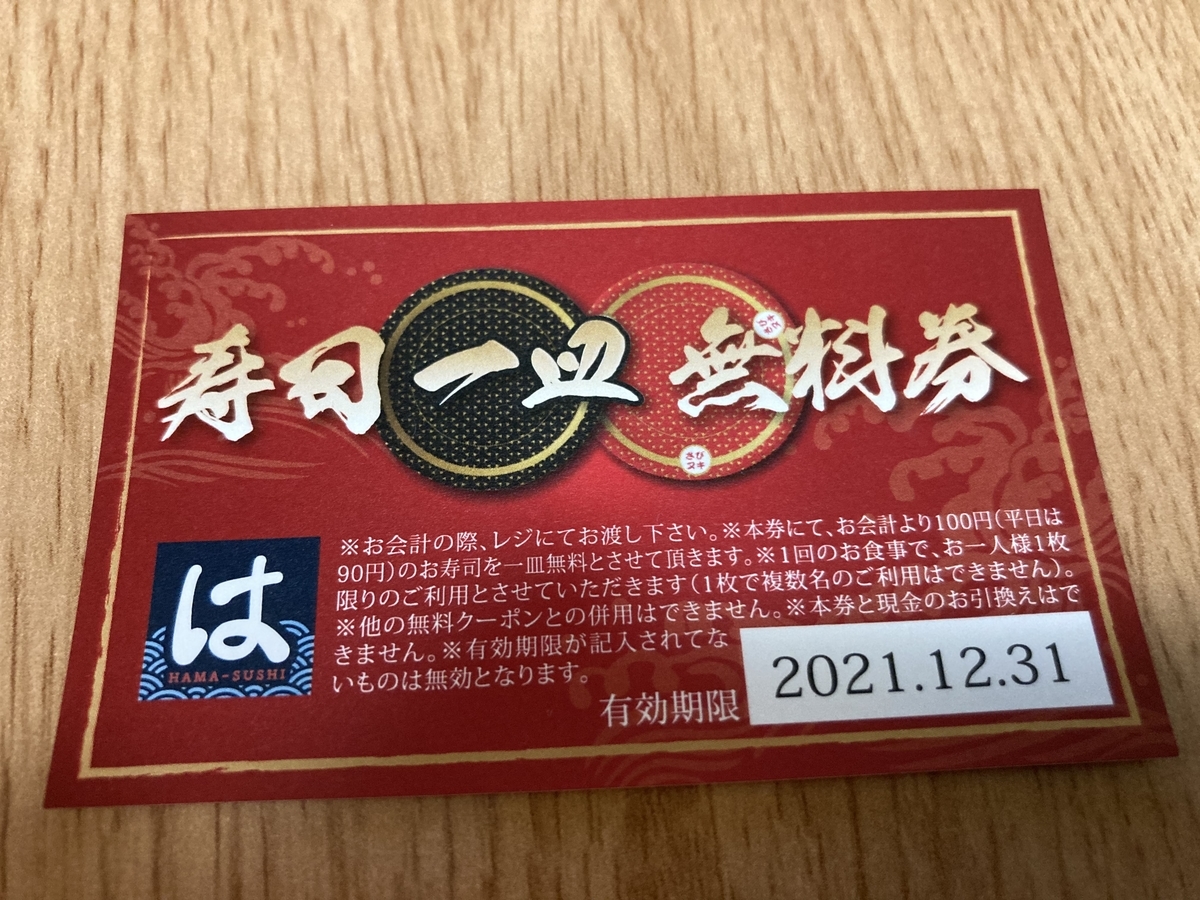 寿司一皿 無料券
さび
ヌキ
は
HAMA-SUSHI
※お会計の際、レジにてお渡し下さい。※本券にて、お会計より100円(平日は
90円)のお寿司を一皿無料とさせて頂きます。※1回のお食事で、お一人様1枚
限りのご利用とさせていただきます(1枚で複数名のご利用はできません)。
※他の無料クーポンとの併用はできません。※本券と現金のお引換えはで
きません。※有効期限が記入されてな
いものは無効となります。
有効期限 2021.12.31